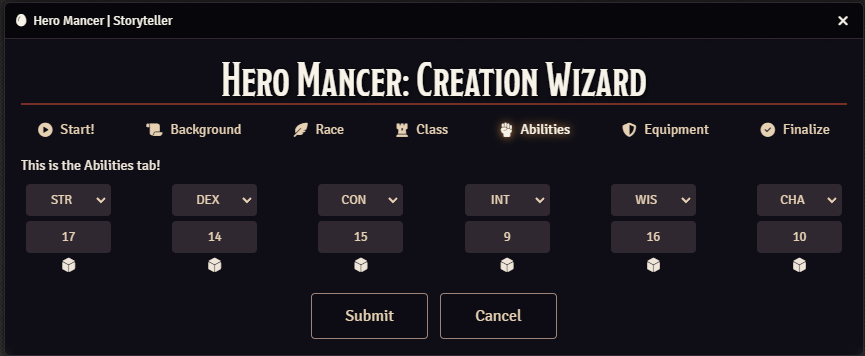 Hero Mancer | Storyteller
Hero Mancer: Creation Wizard
Start! Background Race Class Abilities Equipment Finalize
This is the Abilities tab!
STR DEX CON INT WIS CHA
17 14 15 9 16 10
Submit Cancel